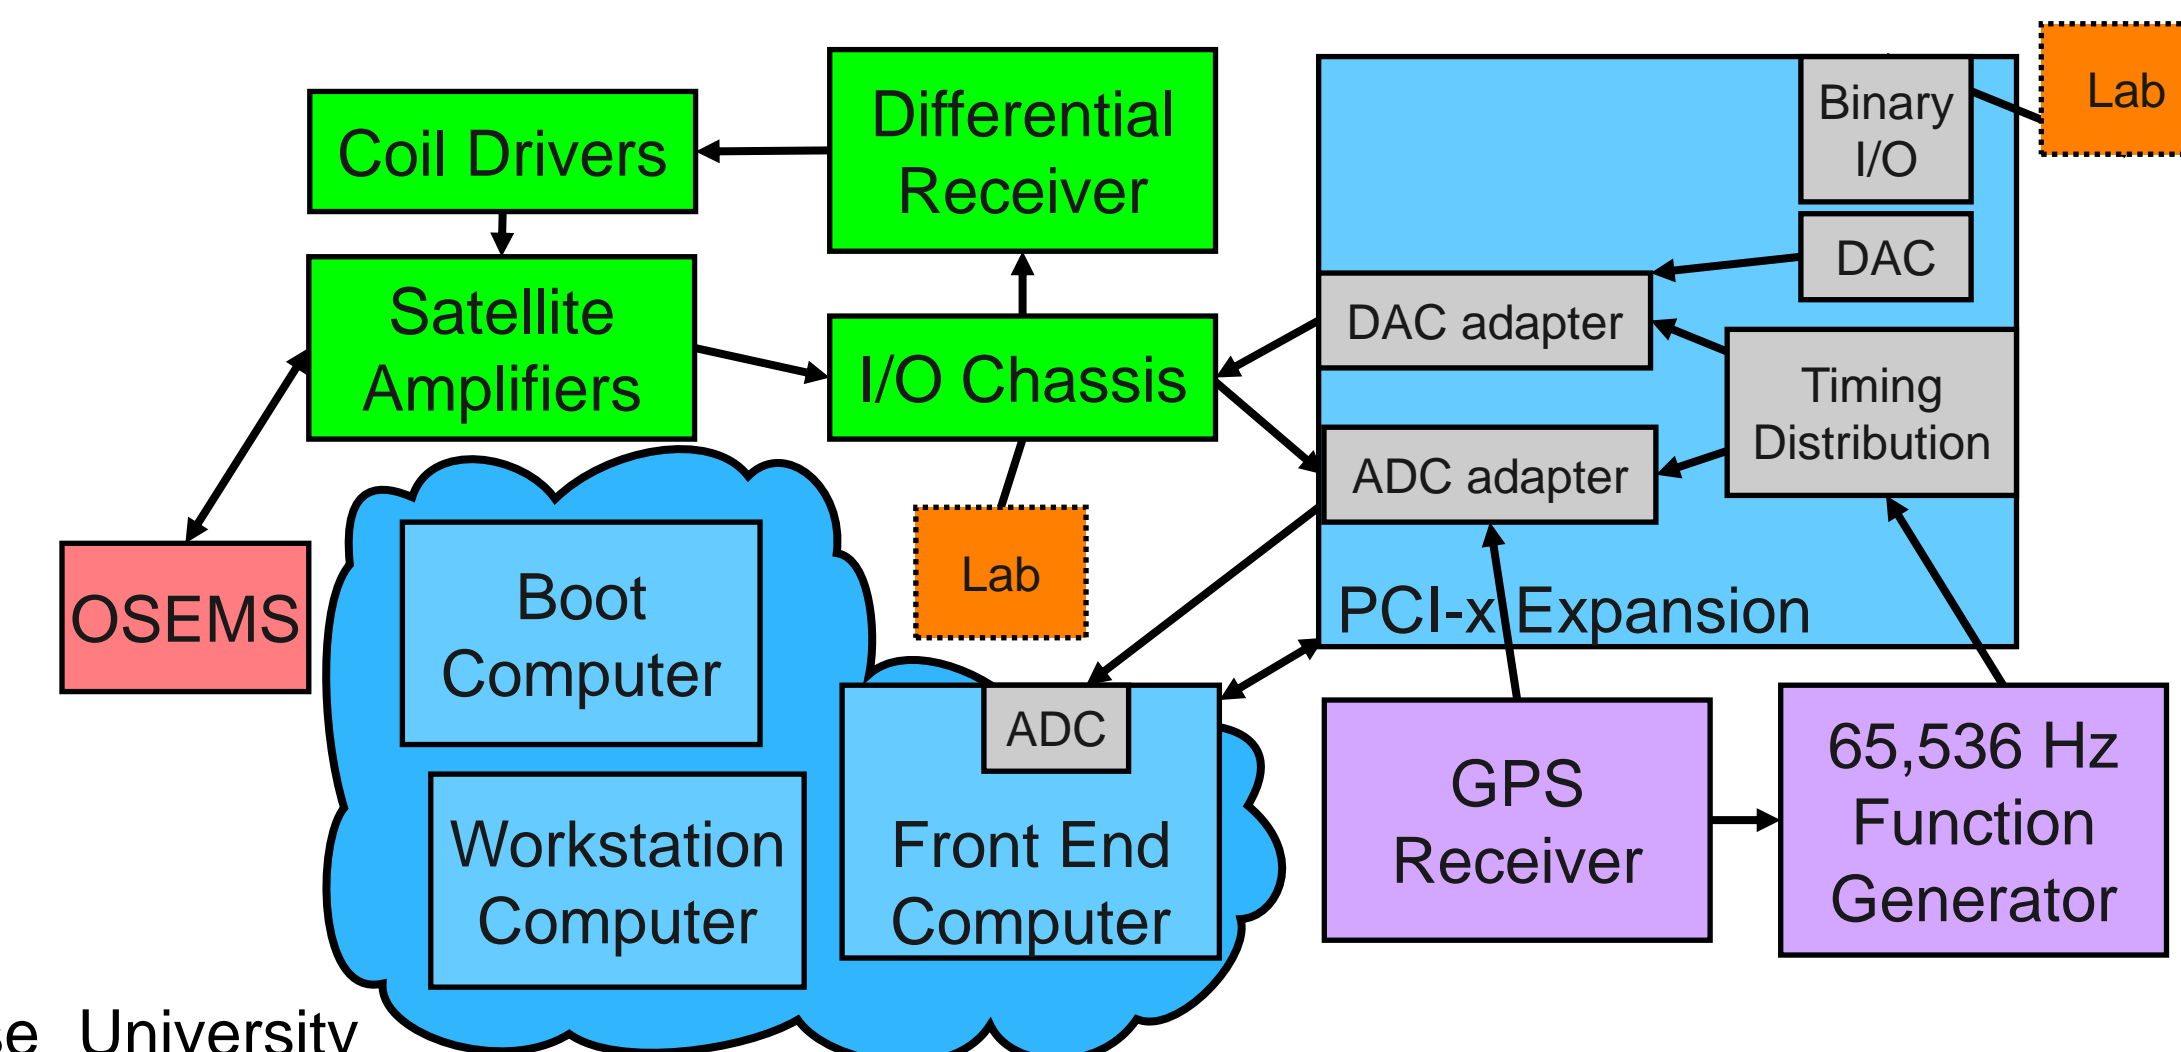 Differential
Receiver
Coil Drivers
Binary
I/O
Lab
DAC
Satellite
Amplifiers
I/O Chassis
DAC adapter
Timing
Distribution
ADC adapter
OSEMS
Boot
Computer
Lab
PCI-x Expansion
ADC
Workstation
Computer
Front End
Computer
GPS
Receiver
65,536 Hz
Function
Generator
University